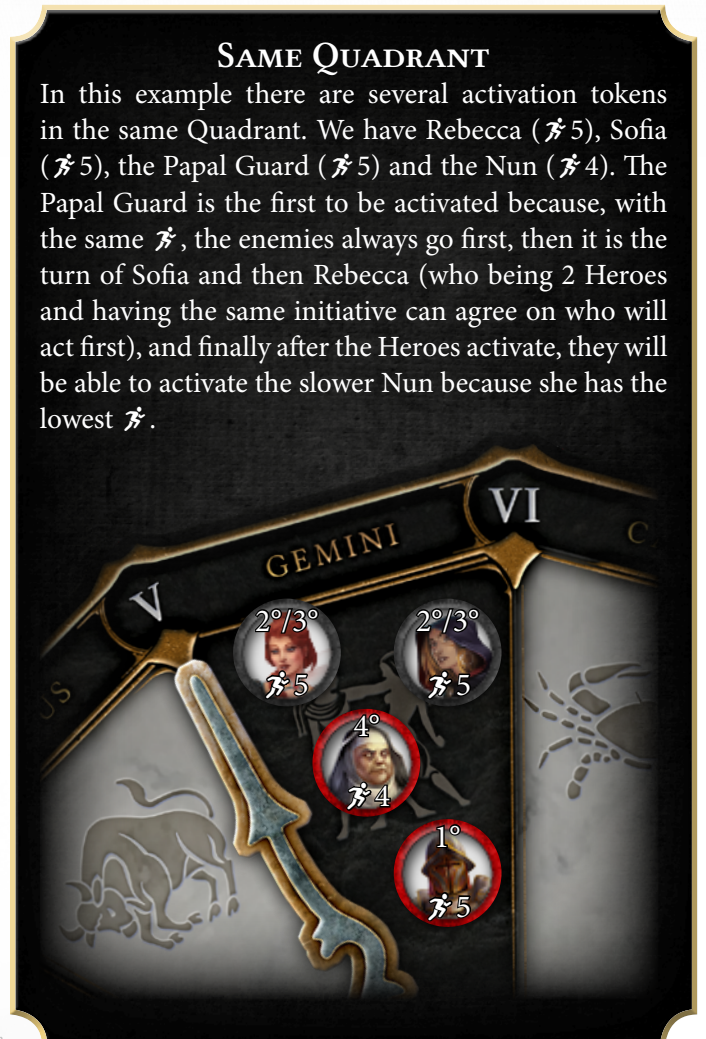 SAME QUADRANT
In this example there are several activation tokens
in the same Quadrant. We have Rebecca ( 5), Sofia
( 5), the Papal Guard ( 5) and the Nun ( 4). The
Papal Guard is the first to be activated because, with
the same , the enemies always go first, then it is the
turn of Sofia and then Rebecca (who being 2 Heroes
and having the same initiative can agree on who will
act first), and finally after the Heroes activate, they will
be able to activate the slower Nun because she has the
lowest .
VI
GEMINI
C
V
2°/3°
2°/3°
5
5
US
4°
4
1°
5